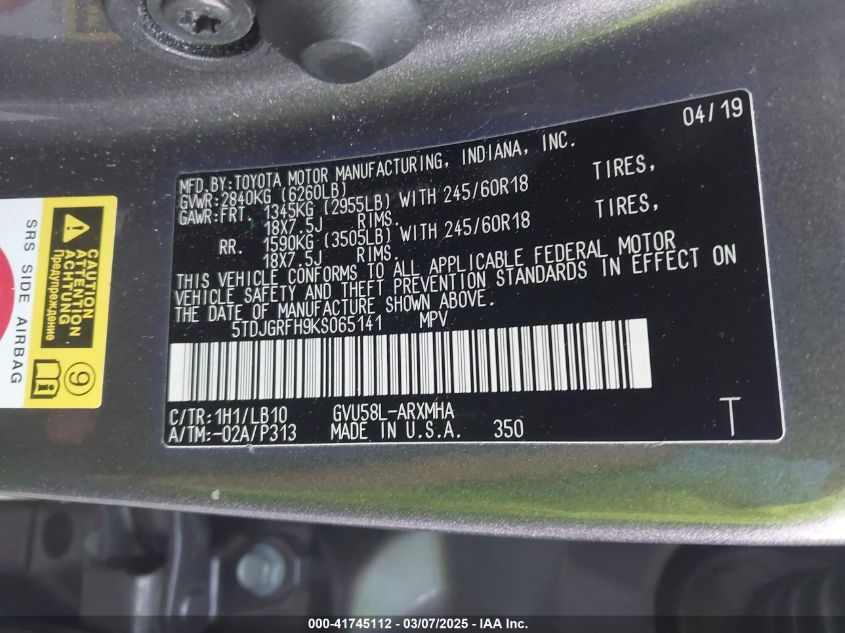 04/19
MFD.BY:TOYOTA MOTOR MANUFACTURING, INDIANA, INC.
GVWR:2840KG (6260LB)
GAWR:FRT. 1345KG (2955LB) WITH 245/60R18 TIRES,
18X7.5J RIMS.
RR. 1590KG (3505LB) WITH 245/60R18 TIRES,
18X7.5J RIMS.
THIS VEHICLE CONFORMS TO ALL APPLICABLE FEDERAL MOTOR
VEHICLE SAFETY AND THEFT PREVENTION STANDARDS IN EFFECT ON
THE DATE OF MANUFACTURE SHOWN ABOVE.
5TDJGRFH9KS065141 MPV
C/TR:1H1/LB10 GVU58L-ARXMHA
A/TM:-02A/P313 MADE IN U.S.A. 350
T
CAUTION
ATTENTION
ACHTUNG
Предупреждение
SRS SIDE AIRBAG
9
000-41745112 - 03/07/2025 - IAA Inc.